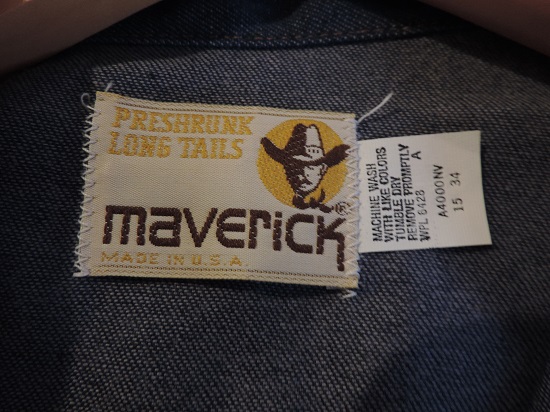 PRESHRUNK
LONG TAILS
maverick®
MADE IN U.S.A.
MACHINE WASH
WITH LIKE COLORS
TUMBLE DRY
REMOVE PROMPTLY
WPL 6428 A
A4000NV
15 34